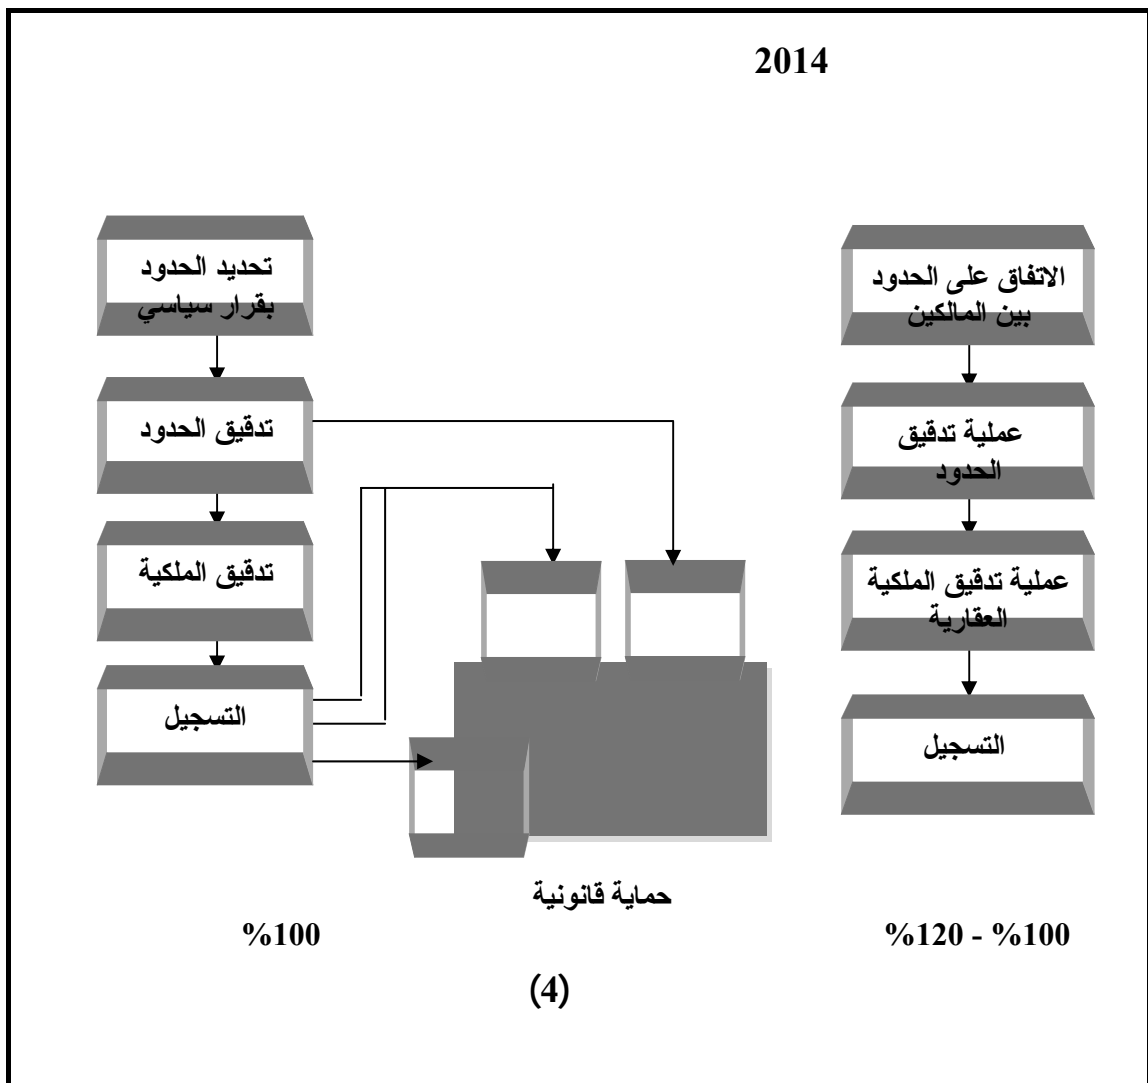 2014
الاتفاق على الحدود
بين المالكين
عملية تدقيق
الحدود
عملية تدقيق الملكية
العقارية
التسجيل
تحديد الحدود
بقرار سياسي
تدقيق الحدود
تدقيق الملكية
التسجيل
حماية قانونية
%120 - %100
%100
(4)